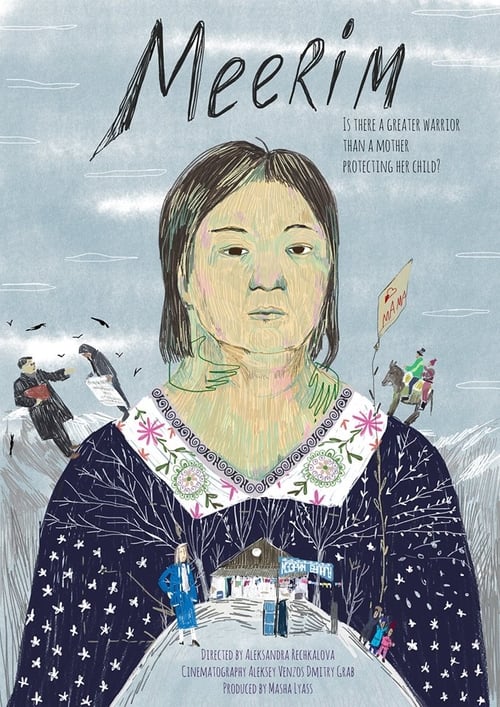 Meerim
Is there a greater warrior
than a mother
protecting her child?
МАМА
Directed by Aleksandra Rechkalova
Cinematography Aleksey Venzos Dmitry Grab
Produced by Masha Lyass